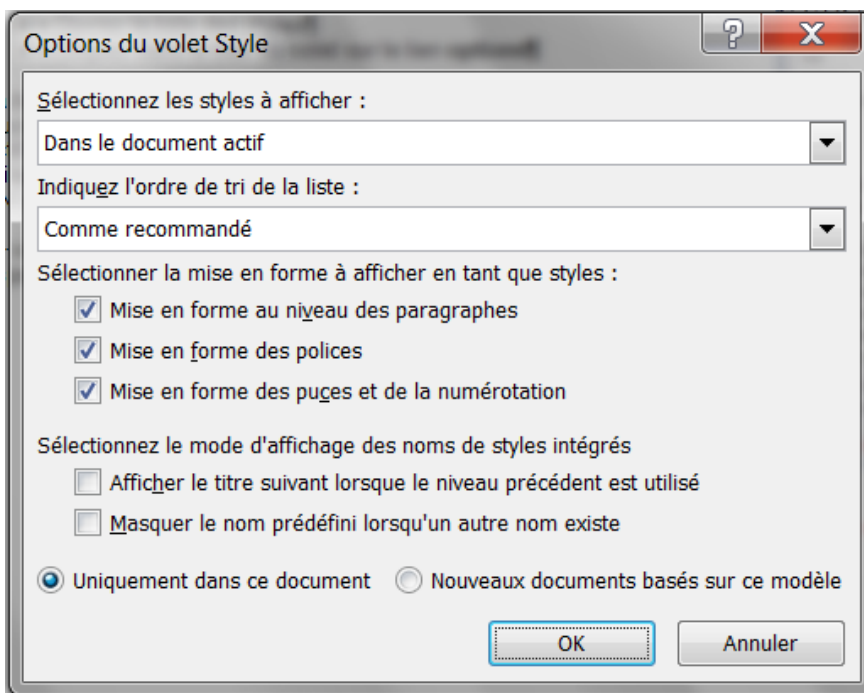 Options du volet Style
Sélectionnez les styles à afficher :
Dans le document actif
Indiquez l'ordre de tri de la liste :
Comme recommandé
Sélectionner la mise en forme à afficher en tant que styles :
Mise en forme au niveau des paragraphes
Mise en forme des polices
Mise en forme des puces et de la numérotation
Sélectionnez le mode d'affichage des noms de styles intégrés
Afficher le titre suivant lorsque le niveau précédent est utilisé
Masquer le nom prédéfini lorsqu'un autre nom existe
Uniquement dans ce document Nouveaux documents basés sur ce modèle
OK Annuler